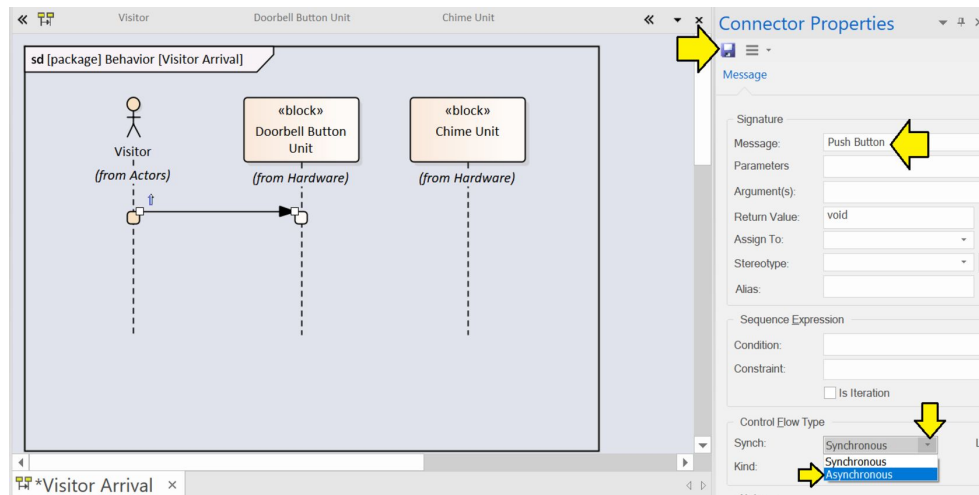 Visitor
Doorbell Button Unit
Chime Unit
Connector Properties
sd [package] Behavior [Visitor Arrival]
Message
«block»
Doorbell Button
Unit
«block»
Chime Unit
Visitor
(from Actors)
(from Hardware)
(from Hardware)
Signature
Message:
Push Button
Parameters
Argument(s):
Return Value:
void
Assign To:
Stereotype:
Alias:
Sequence Expression
Condition:
Constraint:
Is Iteration
Control Flow Type
Synch:
Synchronous
Kind:
Synchronous
Asynchronous
*Visitor Arrival ×